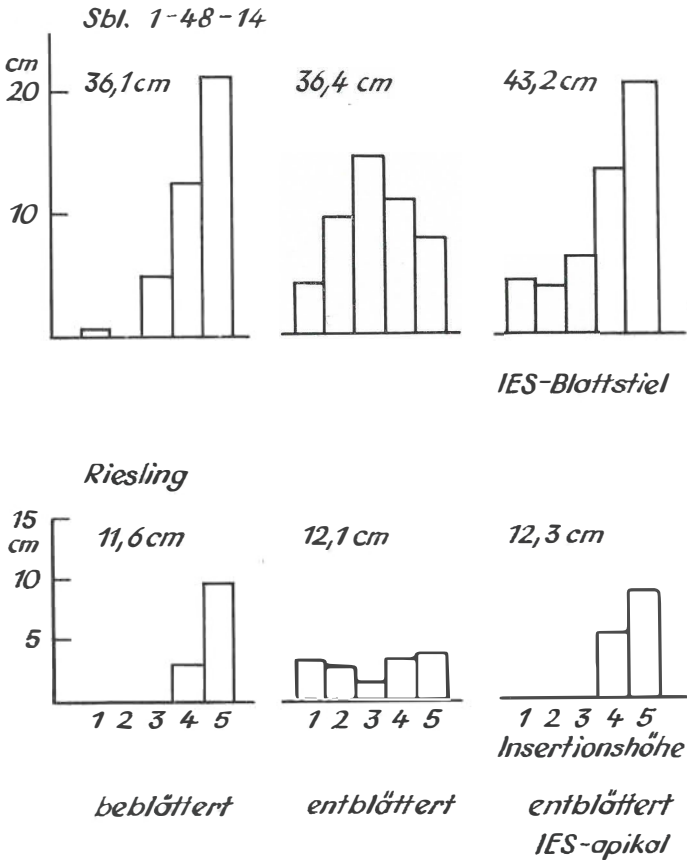 Sbl. 1-48-14
cm
20
10
36,1 cm
36,4 cm
43,2 cm
IES-Blattstiel
Riesling
15
cm
10
5
11,6 cm
12,1 cm
12,3 cm
1 2 3 4 5
1 2 3 4 5
1 2 3 4 5
Insertionshöhe
beblättert
entblättert
entblättert
IES-apikal